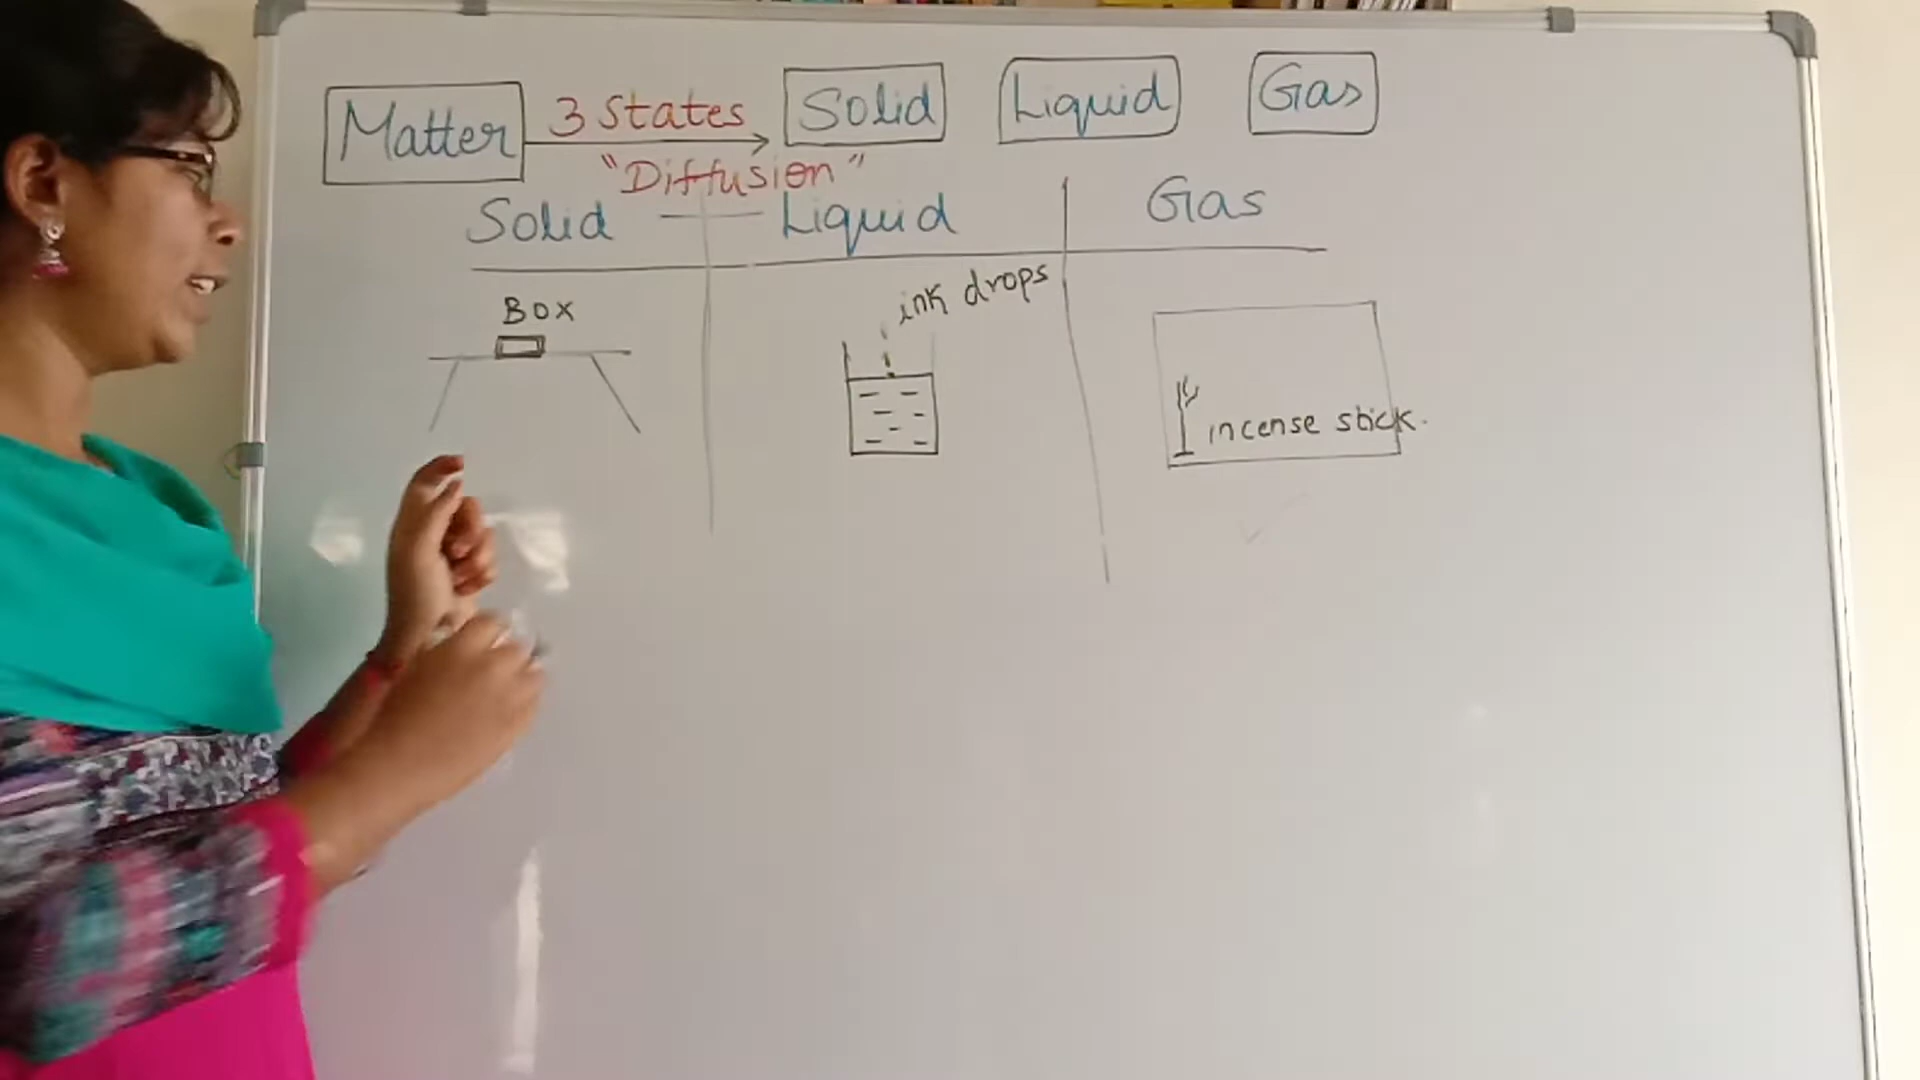 Matter 3 States Solid Liquid Gas
"Diffusion"
Solid Liquid Gas
BOX
ink drops
incense stick.